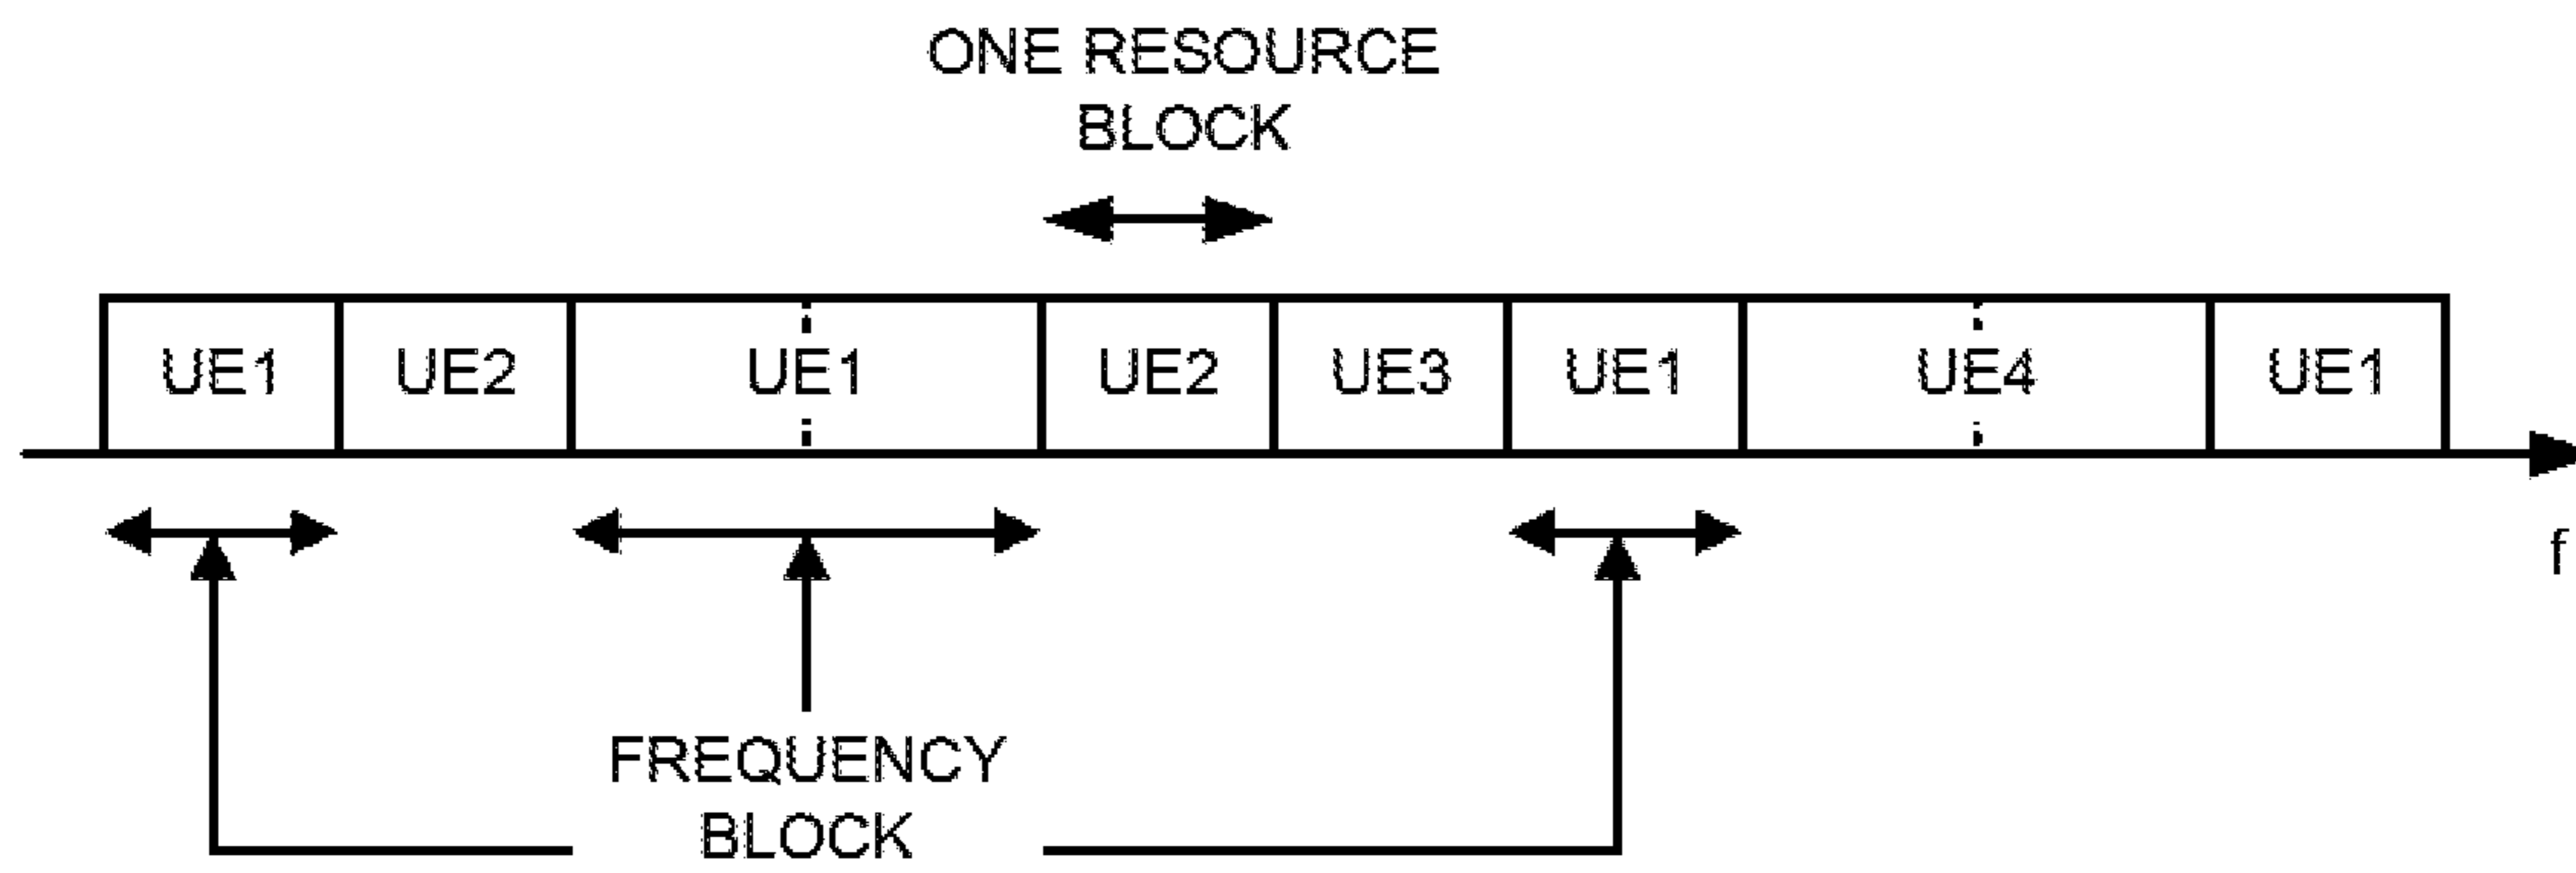 ONE RESOURCE
BLOCK
UE1 UE2 UE1 UE2 UE3 UE1 UE4 UE1
f
FREQUENCY
BLOCK